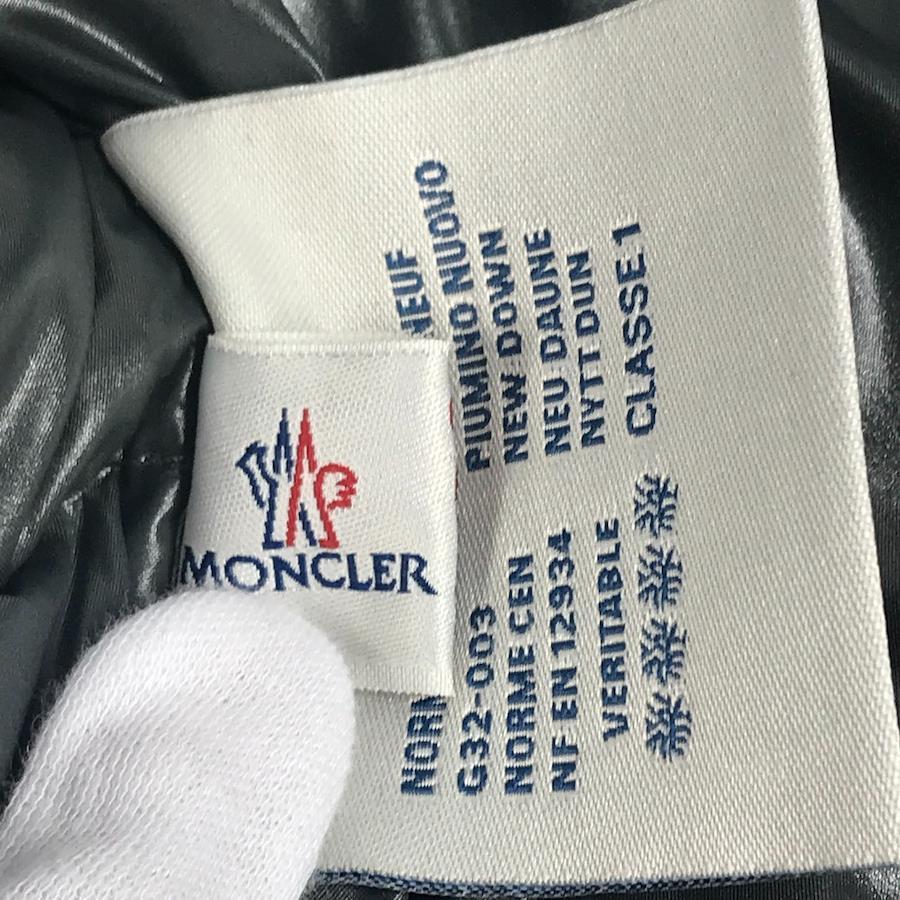 MONCLER
NEUF
PIUMINO NUOVO
NEW DOWN
NEU DAUNE
NYTT DUN
CLASSE 1
G32-003
NORME CEN
NF EN 12934
VERITABLE